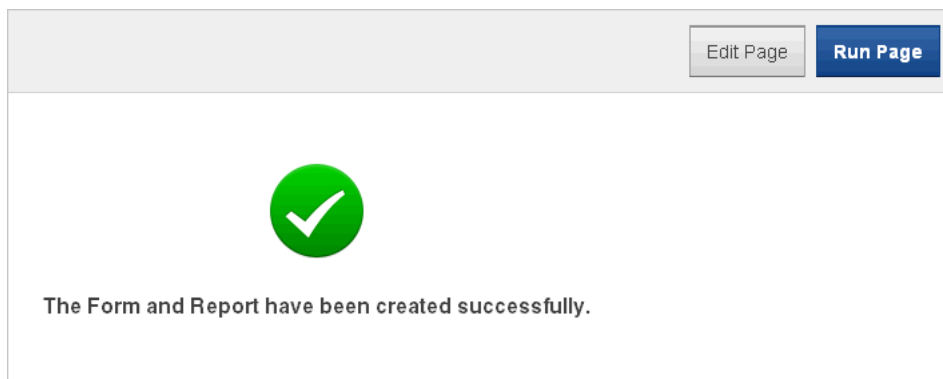 Edit Page
Run Page
The Form and Report have been created successfully.